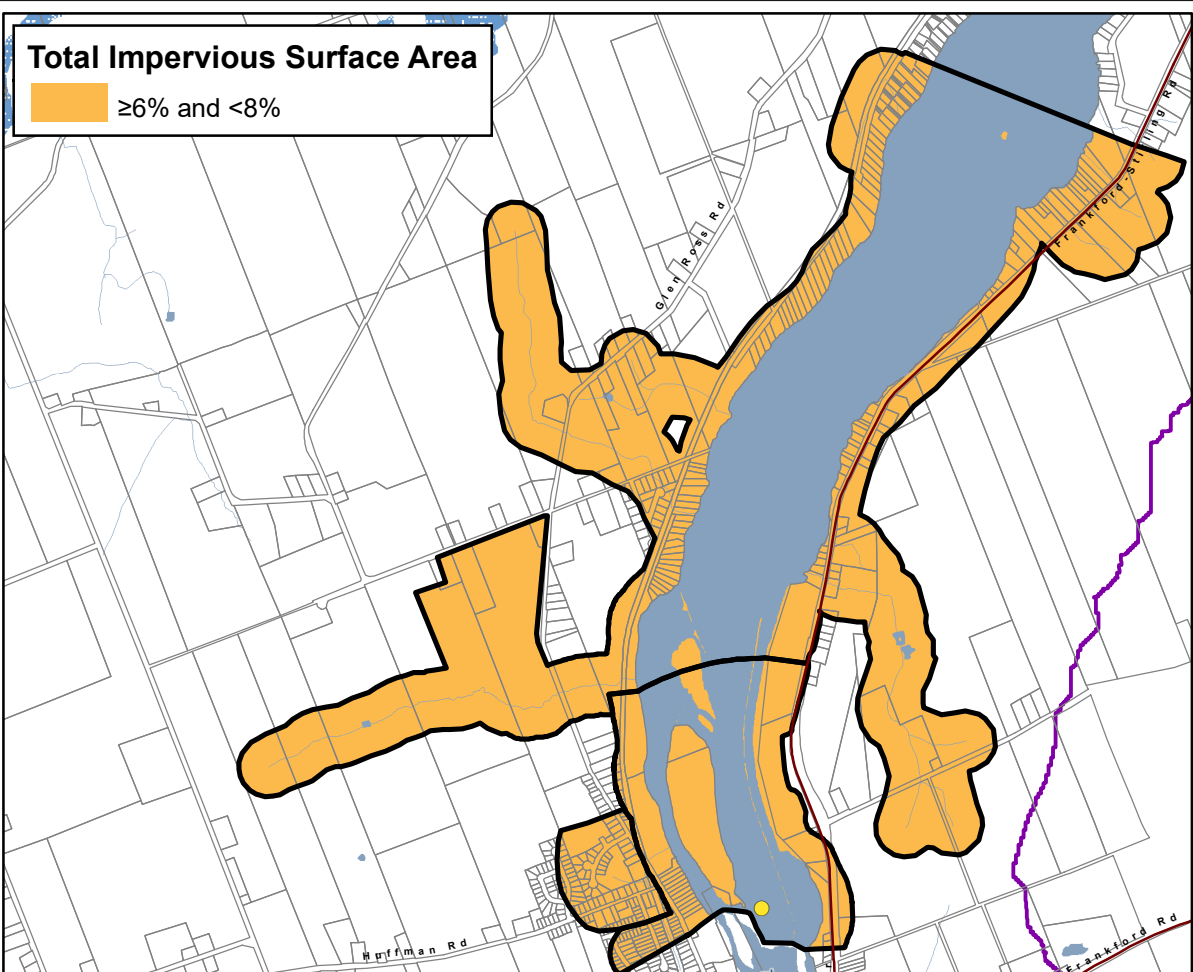 Total Impervious Surface Area
≥6% and <8%
Frankford-Stirling Rd
Glen Ross Rd
Huffman Rd
Frankford Rd